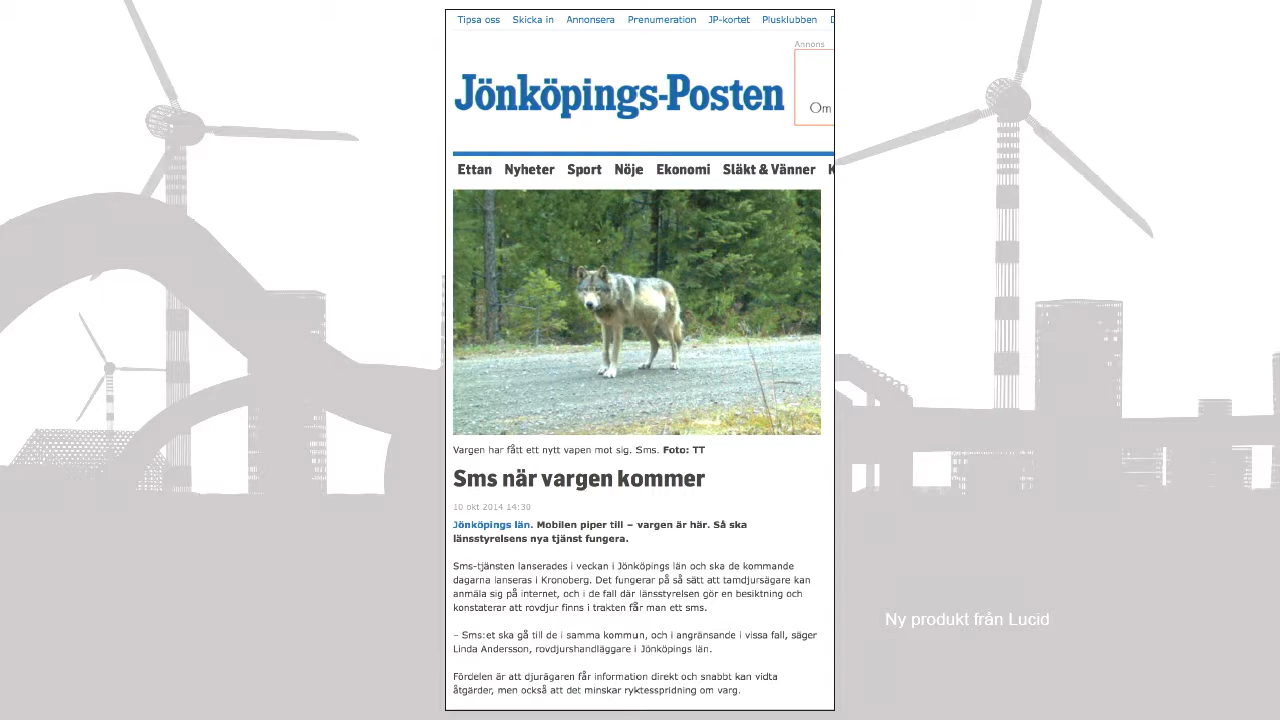 Tipsa oss Skicka in Annonsera Prenumeration JP-kortet Plusklubben
Annons
Jönköpings-Posten
Om
Ettan Nyheter Sport Nöje Ekonomi Släkt & Vänner K
Vargen har fått ett nytt vapen mot sig. Sms. Foto: TT
Sms när vargen kommer
10 okt 2014 14:30
Jönköpings län. Mobilen piper till – vargen är här. Så ska
länsstyrelsens nya tjänst fungera.
Sms-tjänsten lanserades i veckan i Jönköpings län och ska de kommande
dagarna lanseras i Kronoberg. Det fungerar på så sätt att tamdjursägare kan
anmäla sig på internet, och i de fall där länsstyrelsen gör en besiktning och
konstaterar att rovdjur finns i trakten får man ett sms.
– Sms:et ska gå till de i samma kommun, och i angränsande i vissa fall, säger
Linda Andersson, rovdjurshandläggare i Jönköpings län.
Fördelen är att djurägaren får information direkt och snabbt kan vidta
åtgärder, men också att det minskar ryktesspridning om varg.
Ny produkt från Lucid